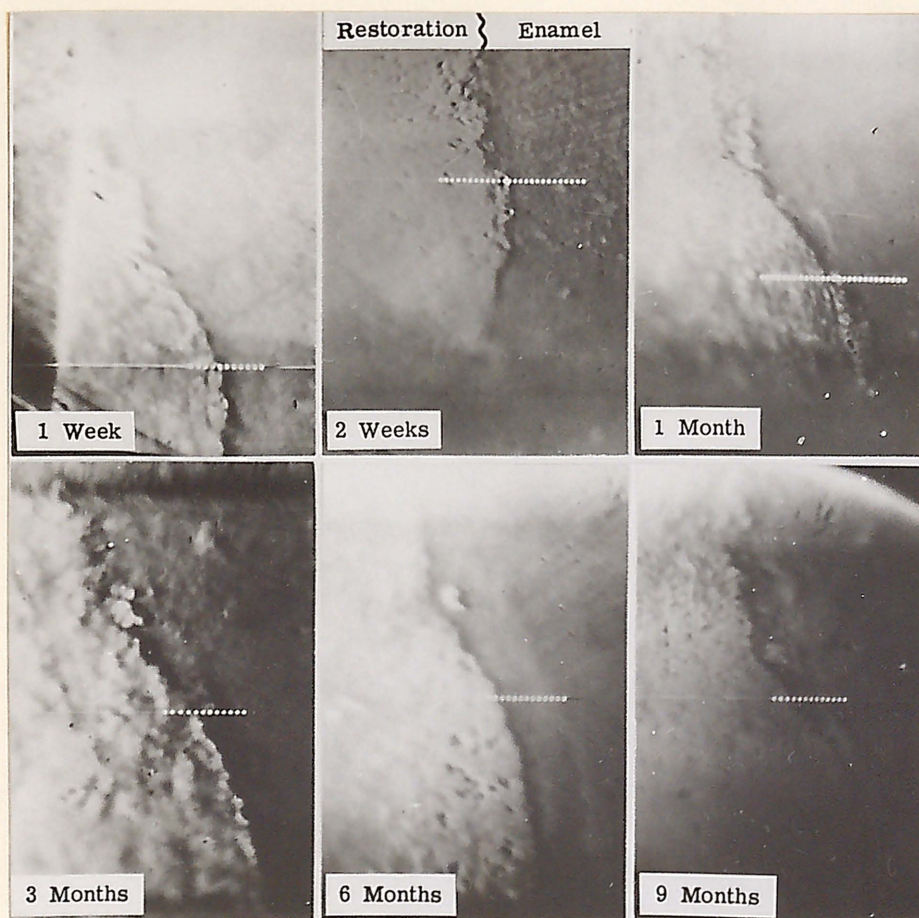 Restoration Enamel
1 Week
2 Weeks
1 Month
3 Months
6 Months
9 Months